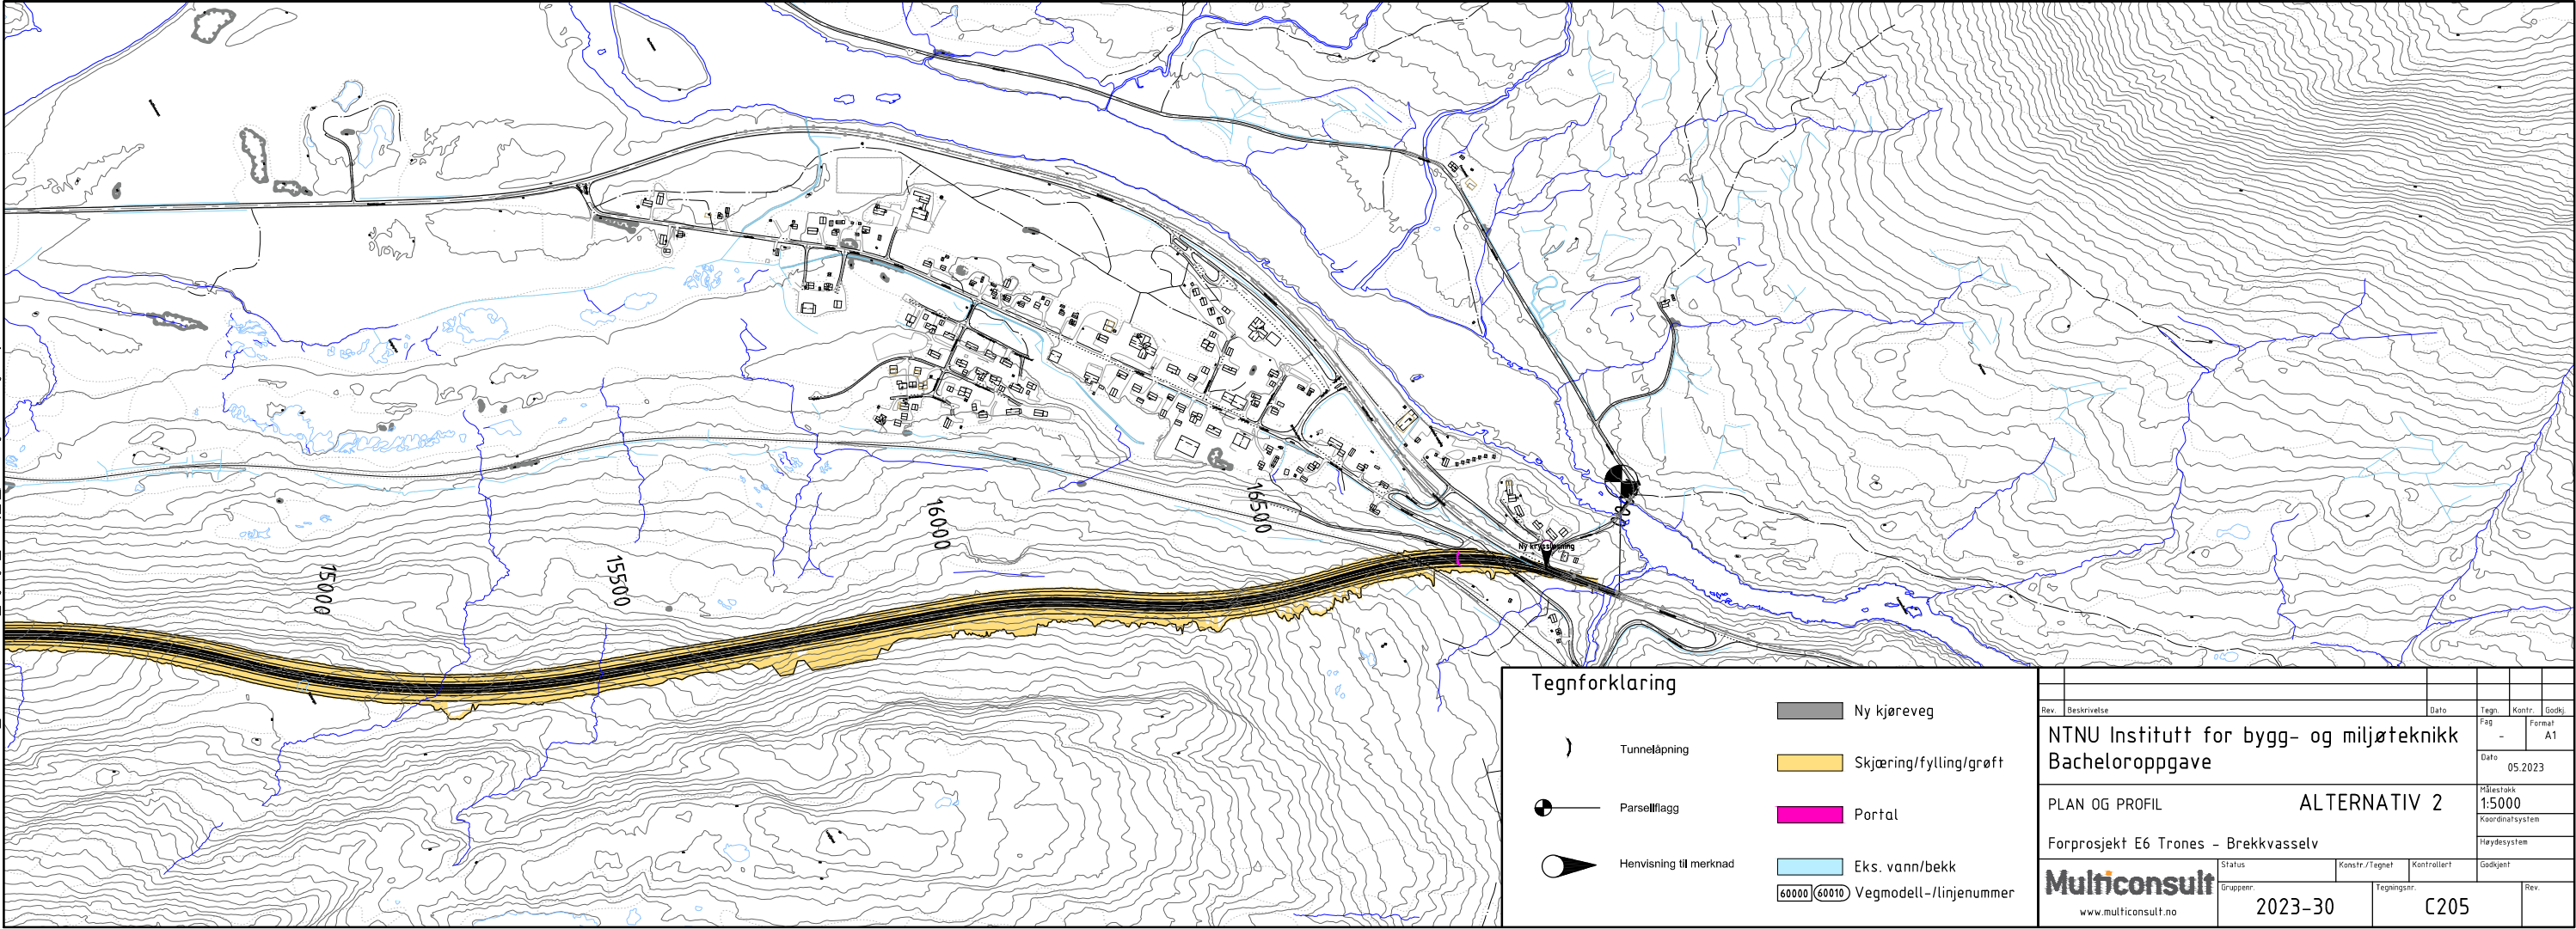 15000
15500
16000
16500
Ny kryssløsning
Tegnforklaring
Tunnelåpning
Parsellflagg
Henvisning til merknad
Ny kjøreveg
Skjæring/fylling/grøft
Portal
Eks. vann/bekk
60000 60010 Vegmodell-/linjenummer
Rev. Beskrivelse Dato Tegn. Kontr. Godkj.
NTNU Institutt for bygg- og miljøteknikk
Bacheloroppgave
Fag
-
Format
A1
Dato
05.2023
PLAN OG PROFIL ALTERNATIV 2
Forprosjekt E6 Trones - Brekkvasselv
Målestokk
1:5000
Koordinatsystem
Høydesystem
Multiconsult
www.multiconsult.no
Status Konstr./Tegnet Kontrollert Godkjent
Gruppenr.
2023-30
Tegningsnr.
C205
Rev.